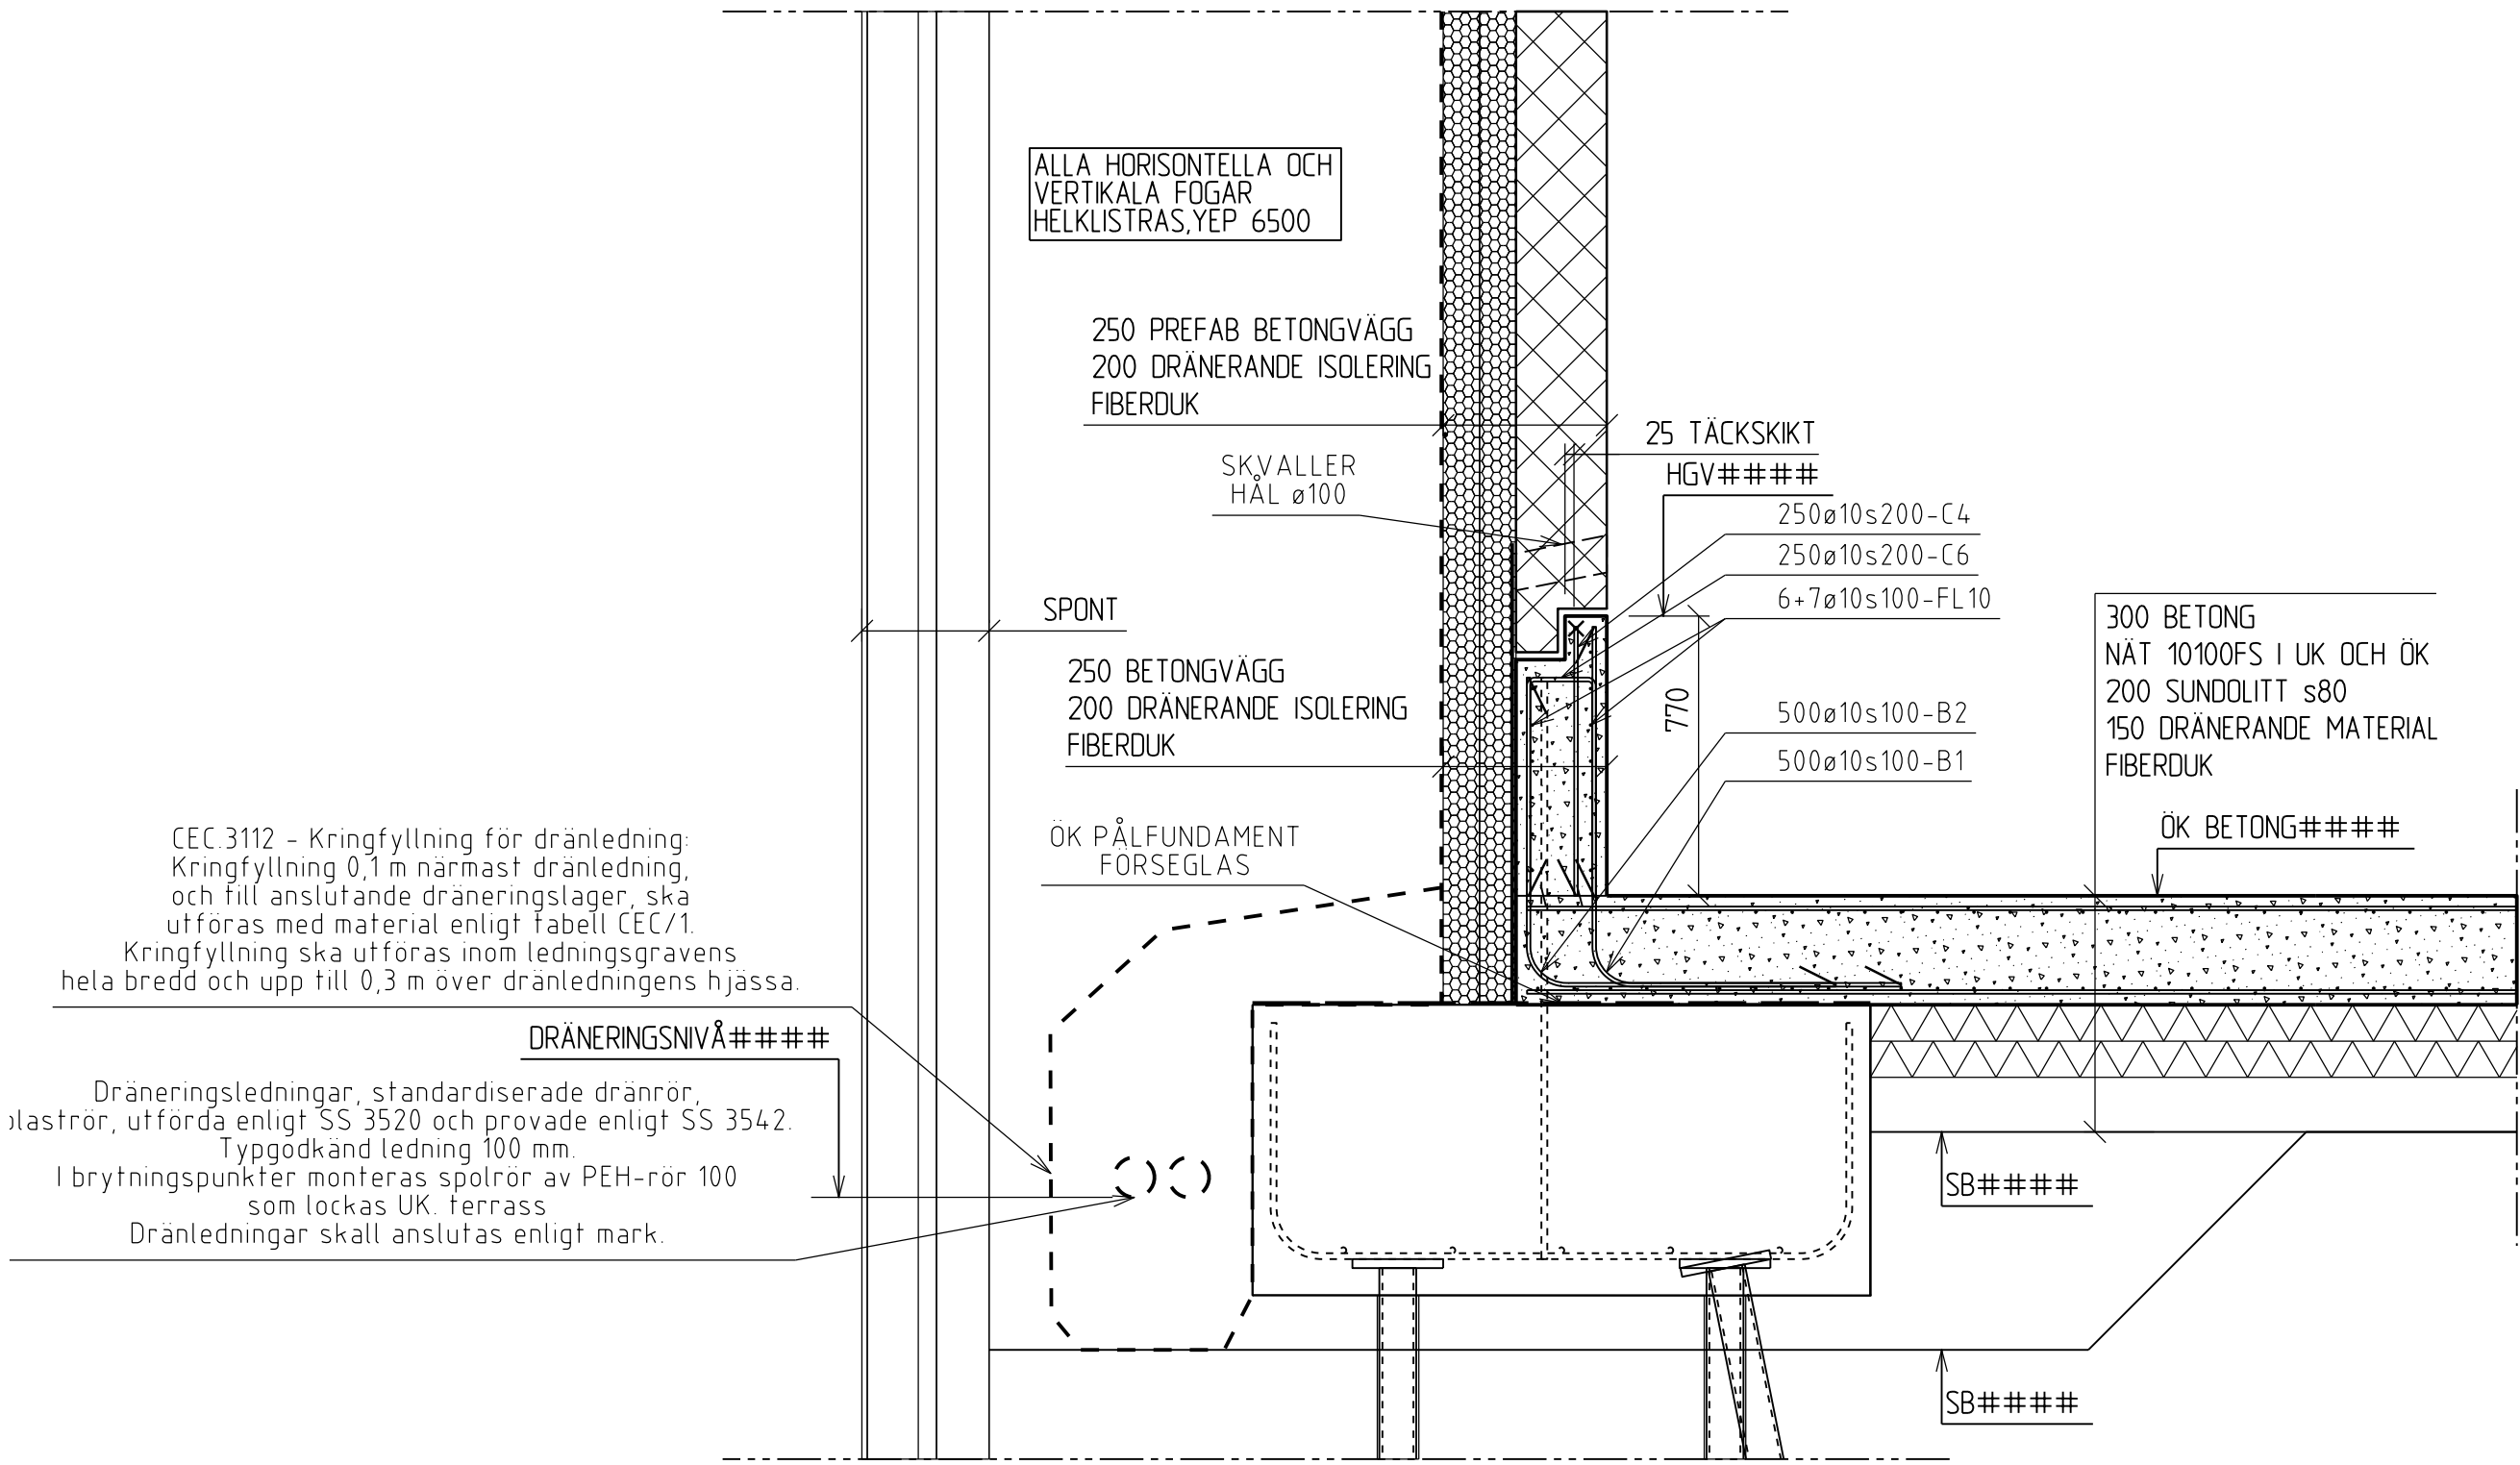 ALLA HORISONTELLA OCH
VERTIKALA FOGAR
HELKLISTRAS,YEP 6500
250 PREFAB BETONGVÄGG
200 DRÄNERANDE ISOLERING
FIBERDUK
25 TÄCKSKIKT
SKVALLER
HÅL ø100
HGV####
250ø10s200-C4
250ø10s200-C6
6+7ø10s100-FL10
SPONT
300 BETONG
NÄT 10100FS I UK OCH ÖK
200 SUNDOLITT s80
150 DRÄNERANDE MATERIAL
FIBERDUK
250 BETONGVÄGG
200 DRÄNERANDE ISOLERING
FIBERDUK
770
500ø10s100-B2
500ø10s100-B1
ÖK BETONG####
ÖK PÅLFUNDAMENT
FÖRSEGLAS
CEC.3112 - Kringfyllning för dränledning:
Kringfyllning 0,1 m närmast dränledning,
och till anslutande dräneringslager, ska
utföras med material enligt tabell CEC/1.
Kringfyllning ska utföras inom ledningsgravens
hela bredd och upp till 0,3 m över dränledningens hjässa.
DRÄNERINGSNIVÅ####
Dräneringsledningar, standardiserade dränrör,
laströr, utförda enligt SS 3520 och provade enligt SS 3542.
Typgodkänd ledning 100 mm.
I brytningspunkter monteras spolrör av PEH-rör 100
som lockas UK. terrass
Dränledningar skall anslutas enligt mark.
SB####
SB####